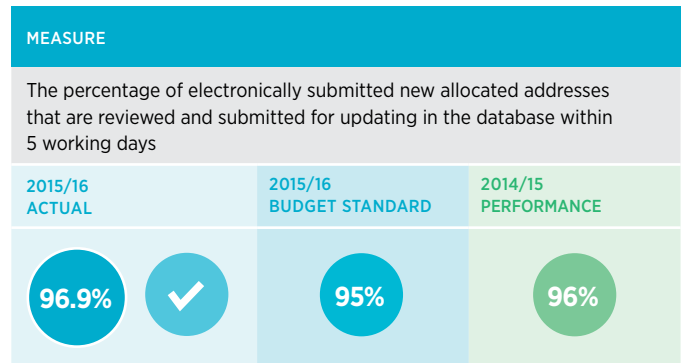 MEASURE
The percentage of electronically submitted new allocated addresses
that are reviewed and submitted for updating in the database within
5 working days
2015/16
ACTUAL
2015/16
BUDGET STANDARD
2014/15
PERFORMANCE
96.9%
95%
96%